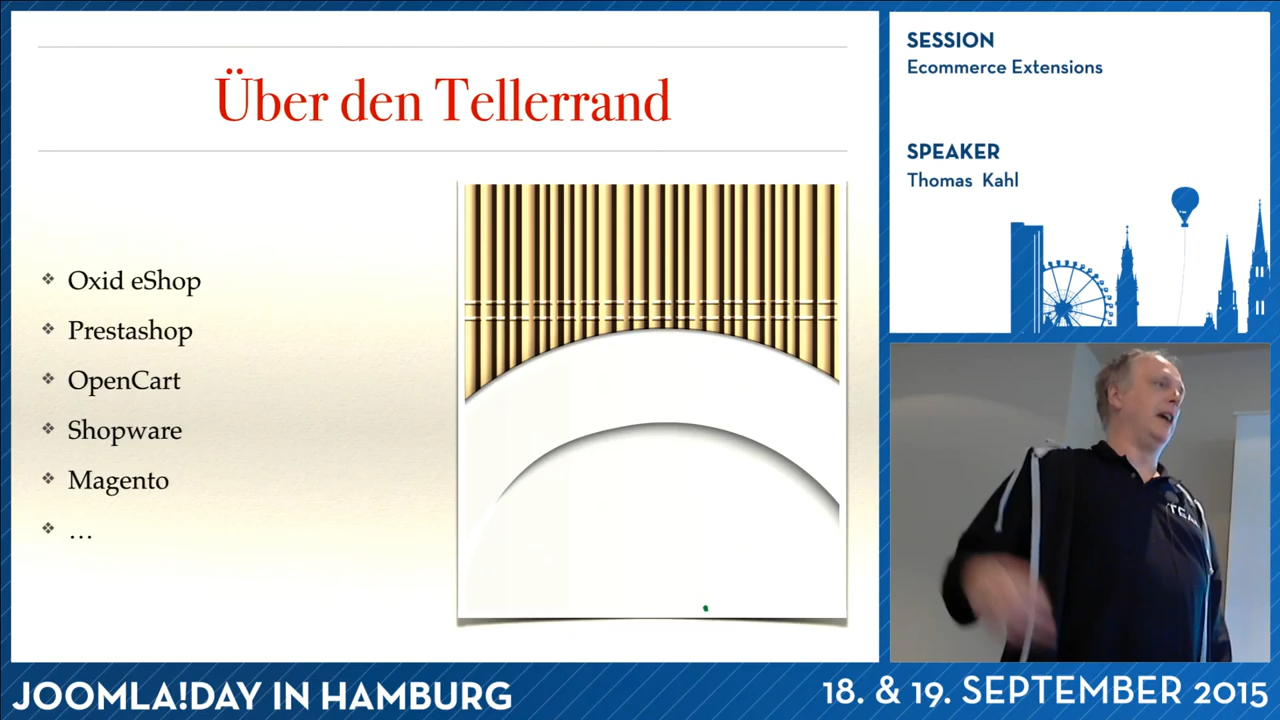 Über den Tellerrand
Oxid eShop
Prestashop
OpenCart
Shopware
Magento
…
SESSION
Ecommerce Extensions
SPEAKER
Thomas Kahl
JOOMLA!DAY IN HAMBURG
18. & 19. SEPTEMBER 2015